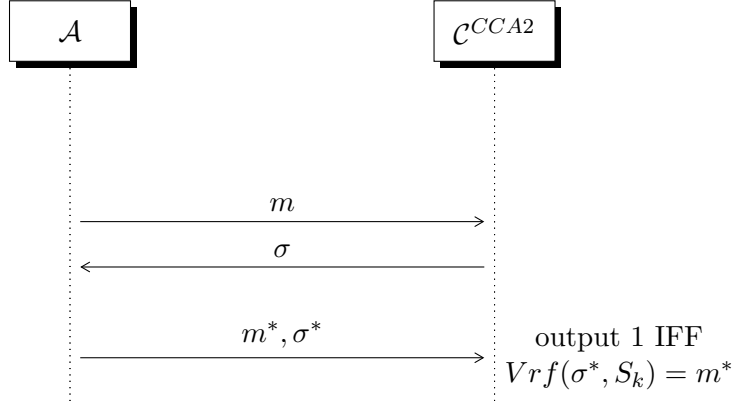 𝒜
𝒞^{CCA2}
m
σ
m*, σ*
output 1 IFF
Vrf(σ*, S_k) = m*